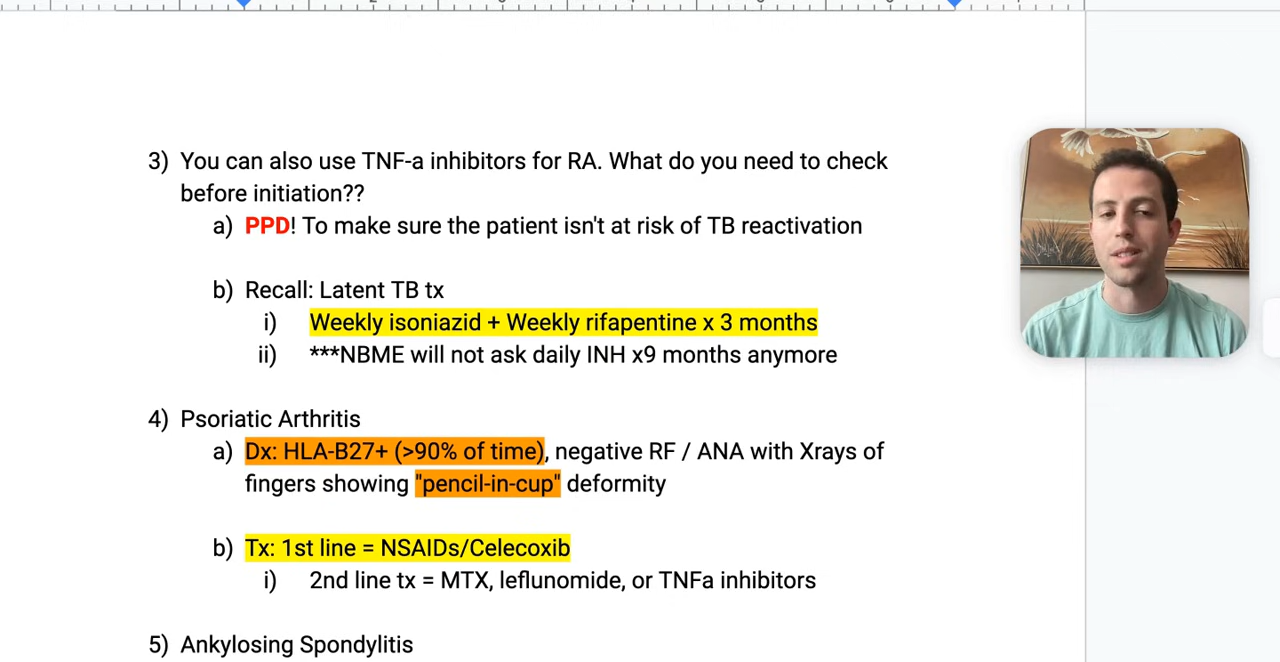 3) You can also use TNF-a inhibitors for RA. What do you need to check
before initiation??
a) PPD! To make sure the patient isn't at risk of TB reactivation
b) Recall: Latent TB tx
i) Weekly isoniazid + Weekly rifapentine x 3 months
ii) ***NBME will not ask daily INH x9 months anymore
4) Psoriatic Arthritis
a) Dx: HLA-B27+ (>90% of time), negative RF / ANA with Xrays of
fingers showing "pencil-in-cup" deformity
b) Tx: 1st line = NSAIDs/Celecoxib
i) 2nd line tx = MTX, leflunomide, or TNFa inhibitors
5) Ankylosing Spondylitis